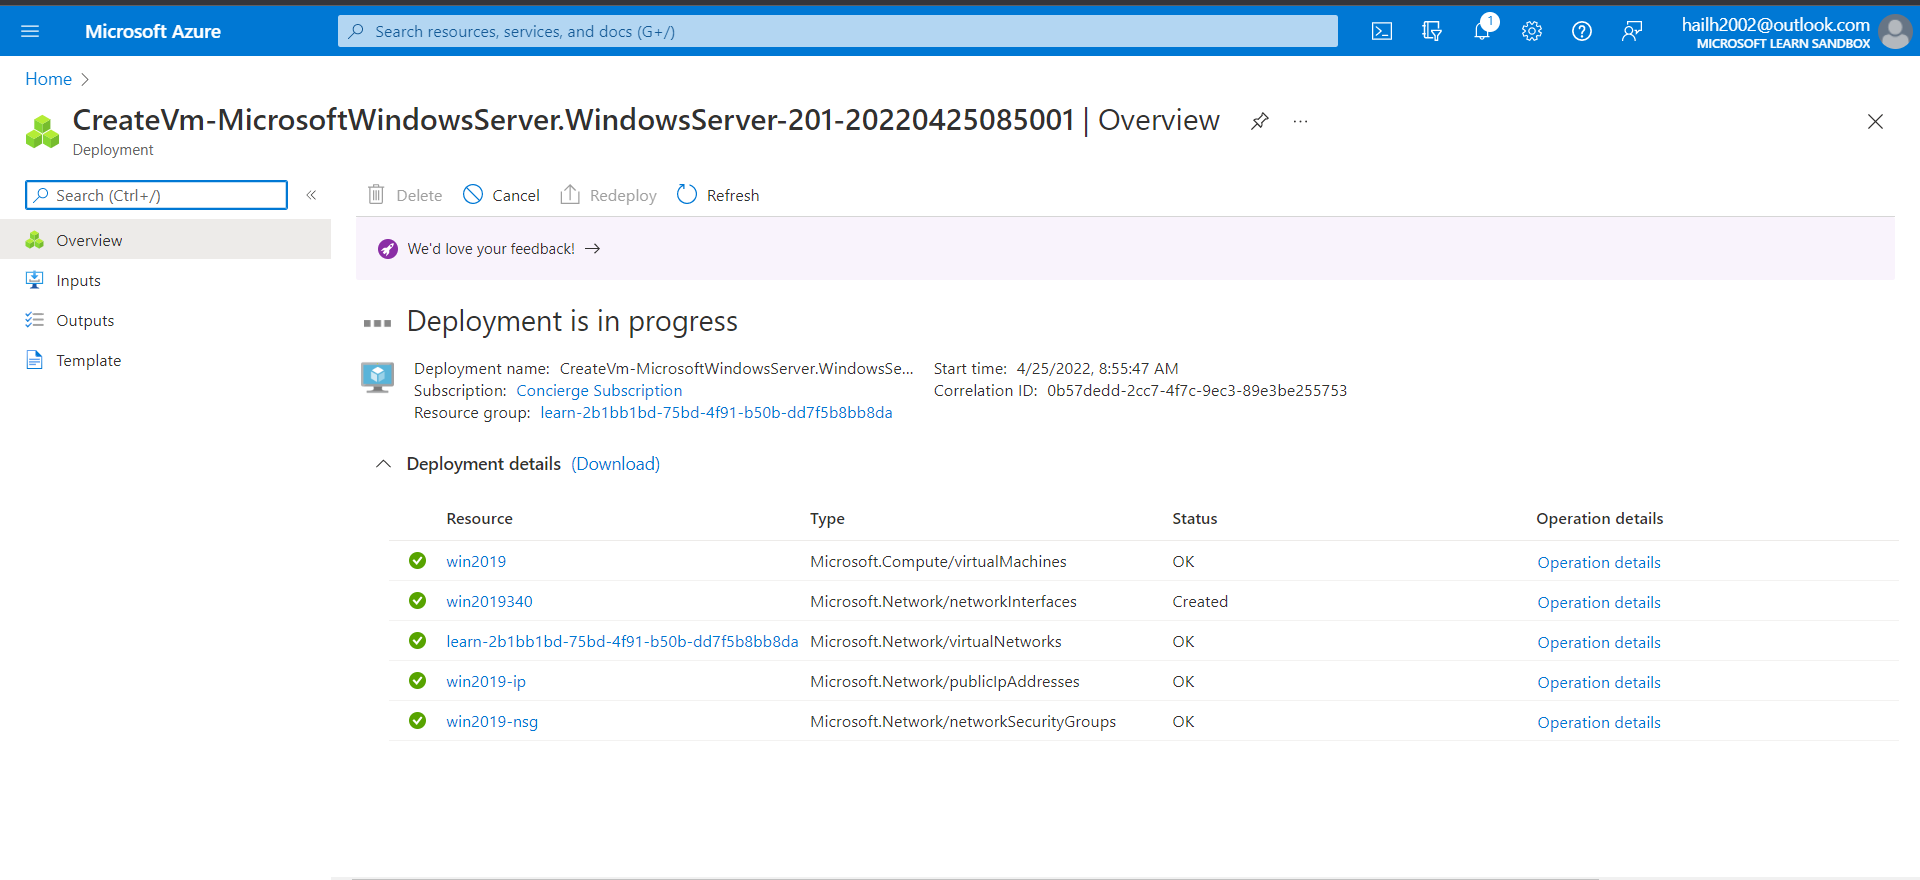 Microsoft Azure
Search resources, services, and docs (G+/)
1
hailh2002@outlook.com
MICROSOFT LEARN SANDBOX
Home
CreateVm-MicrosoftWindowsServer.WindowsServer-201-20220425085001 | Overview
...
Deployment
Search (Ctrl+/)
«
Delete
Cancel
Redeploy
Refresh
Overview
Inputs
Outputs
Template
We'd love your feedback! →
Deployment is in progress
Deployment name: CreateVm-MicrosoftWindowsServer.WindowsSe...
Start time: 4/25/2022, 8:55:47 AM
Subscription: Concierge Subscription
Correlation ID: 0b57dedd-2cc7-4f7c-9ec3-89e3be255753
Resource group: learn-2b1bb1bd-75bd-4f91-b50b-dd7f5b8bb8da
Deployment details (Download)
Resource Type Status Operation details
win2019 Microsoft.Compute/virtualMachines OK Operation details
win2019340 Microsoft.Network/networkInterfaces Created Operation details
learn-2b1bb1bd-75bd-4f91-b50b-dd7f5b8bb8da Microsoft.Network/virtualNetworks OK Operation details
win2019-ip Microsoft.Network/publicIpAddresses OK Operation details
win2019-nsg Microsoft.Network/networkSecurityGroups OK Operation details